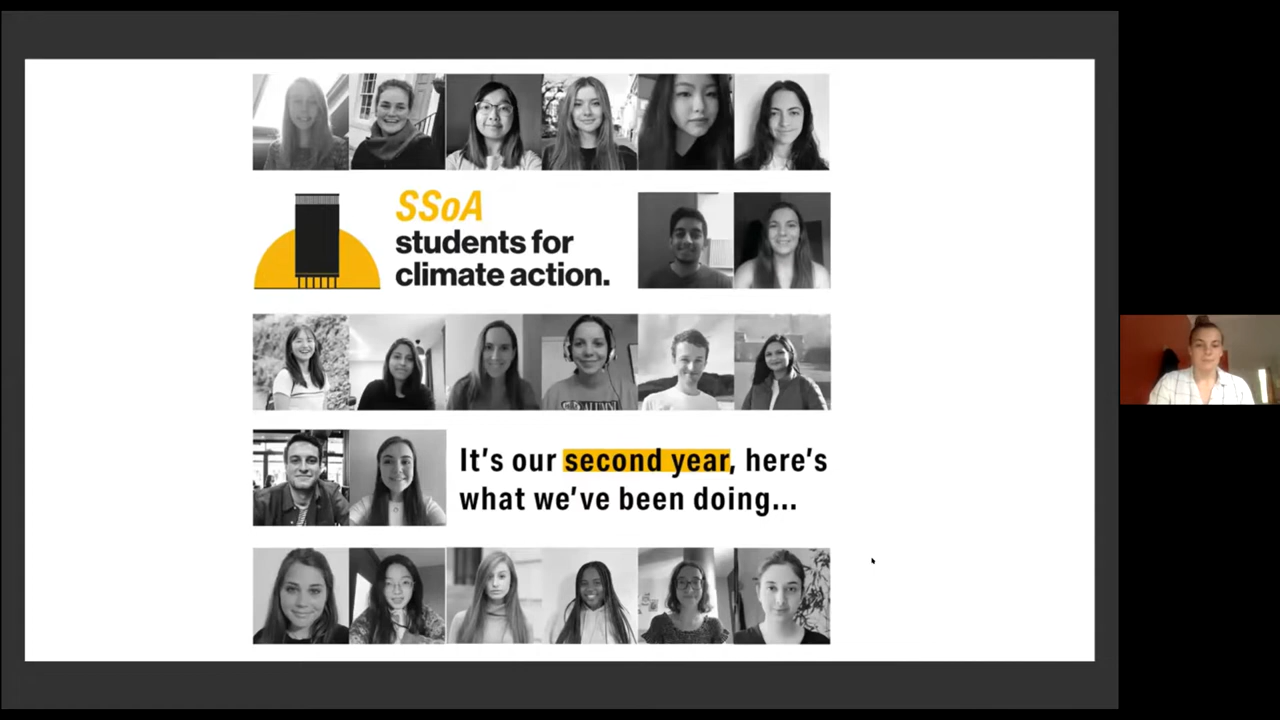 SSoA
students for
climate action.
It's our second year, here's
what we've been doing...